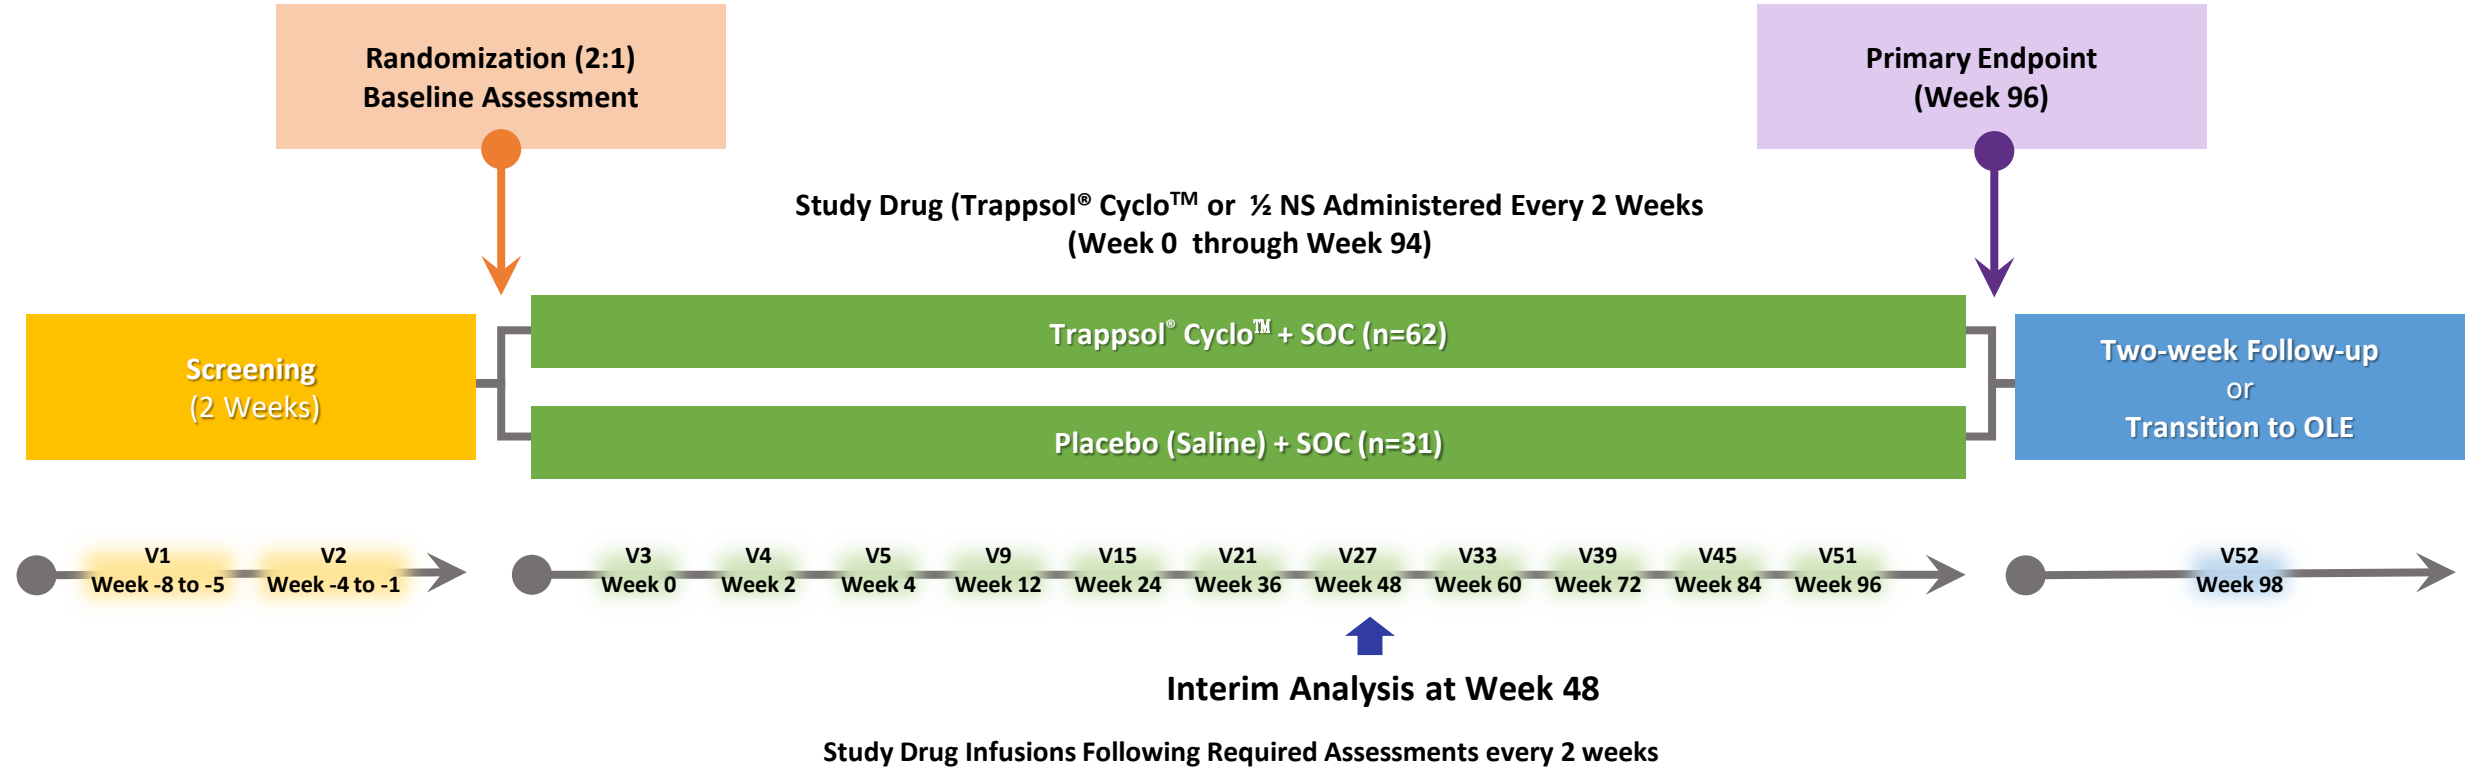 Randomization (2:1)
Baseline Assessment
Primary Endpoint
(Week 96)
Study Drug (Trappsol® Cyclo™ or ½ NS Administered Every 2 Weeks
(Week 0 through Week 94)
Screening
(2 Weeks)
Trappsol® Cyclo™ + SOC (n=62)
Placebo (Saline) + SOC (n=31)
Two-week Follow-up
or
Transition to OLE
V1
Week -8 to -5
V2
Week -4 to -1
V3
Week 0
V4
Week 2
V5
Week 4
V9
Week 12
V15
Week 24
V21
Week 36
V27
Week 48
V33
Week 60
V39
Week 72
V45
Week 84
V51
Week 96
V52
Week 98
Interim Analysis at Week 48
Study Drug Infusions Following Required Assessments every 2 weeks